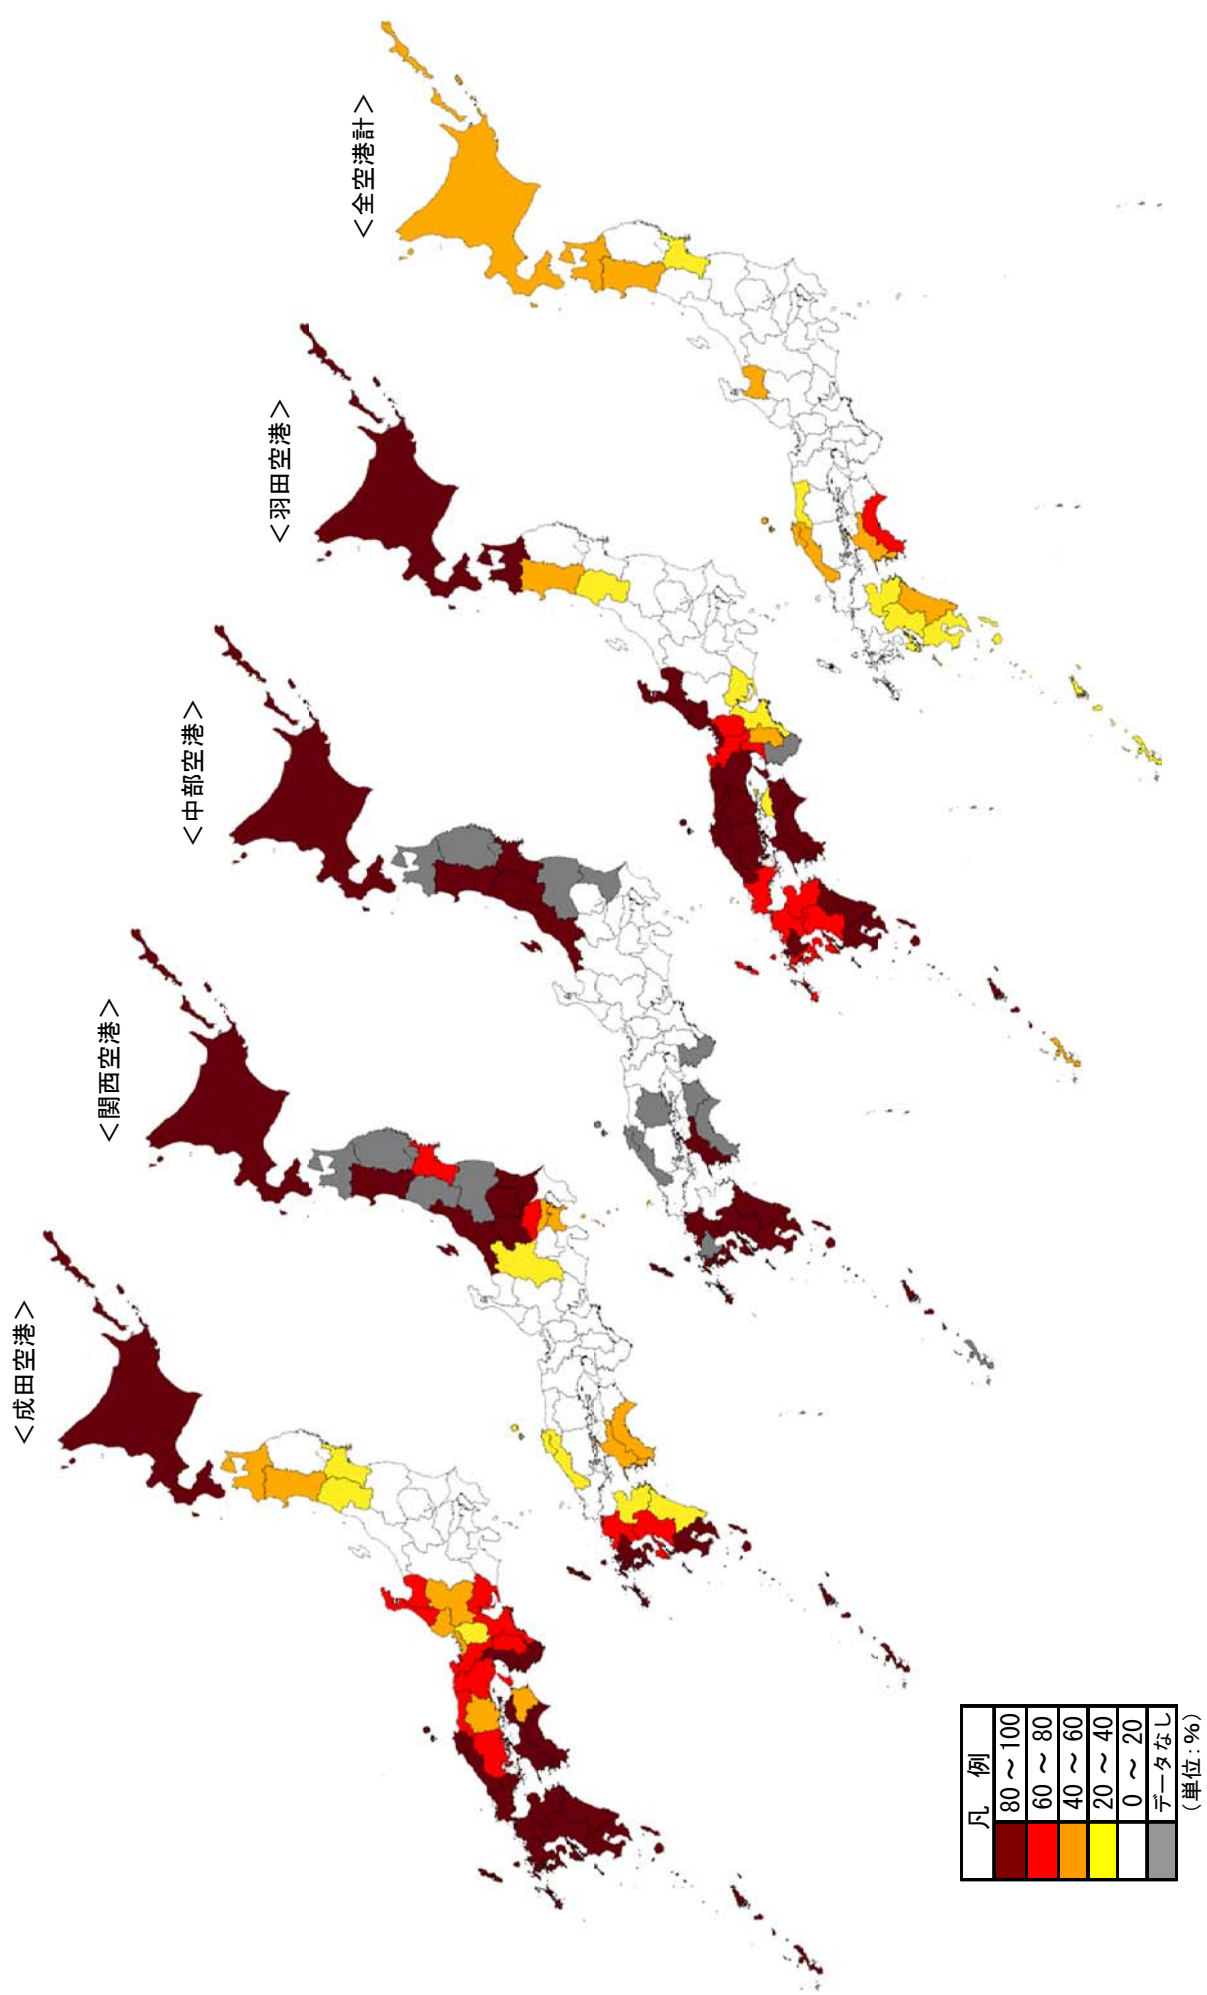 ＜成田空港＞
＜関西空港＞
＜中部空港＞
＜羽田空港＞
＜全空港計＞
凡　例
80 ～ 100
60 ～ 80
40 ～ 60
20 ～ 40
0 ～ 20
データなし
（単位：％）